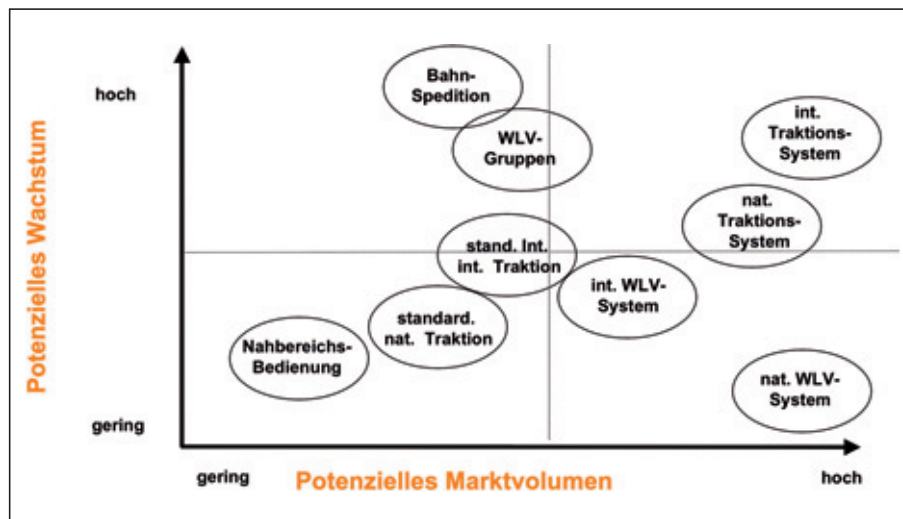 hoch
Potenzielles Wachstum
gering
Bahn-
Spedition
WLV-
Gruppen
int.
Traktions-
System
nat.
Traktions-
System
stand. Int.
int. Traktion
int. WLV-
System
standard.
nat. Traktion
Nahbereichs-
Bedienung
nat. WLV-
System
gering
Potenzielles Marktvolumen
hoch